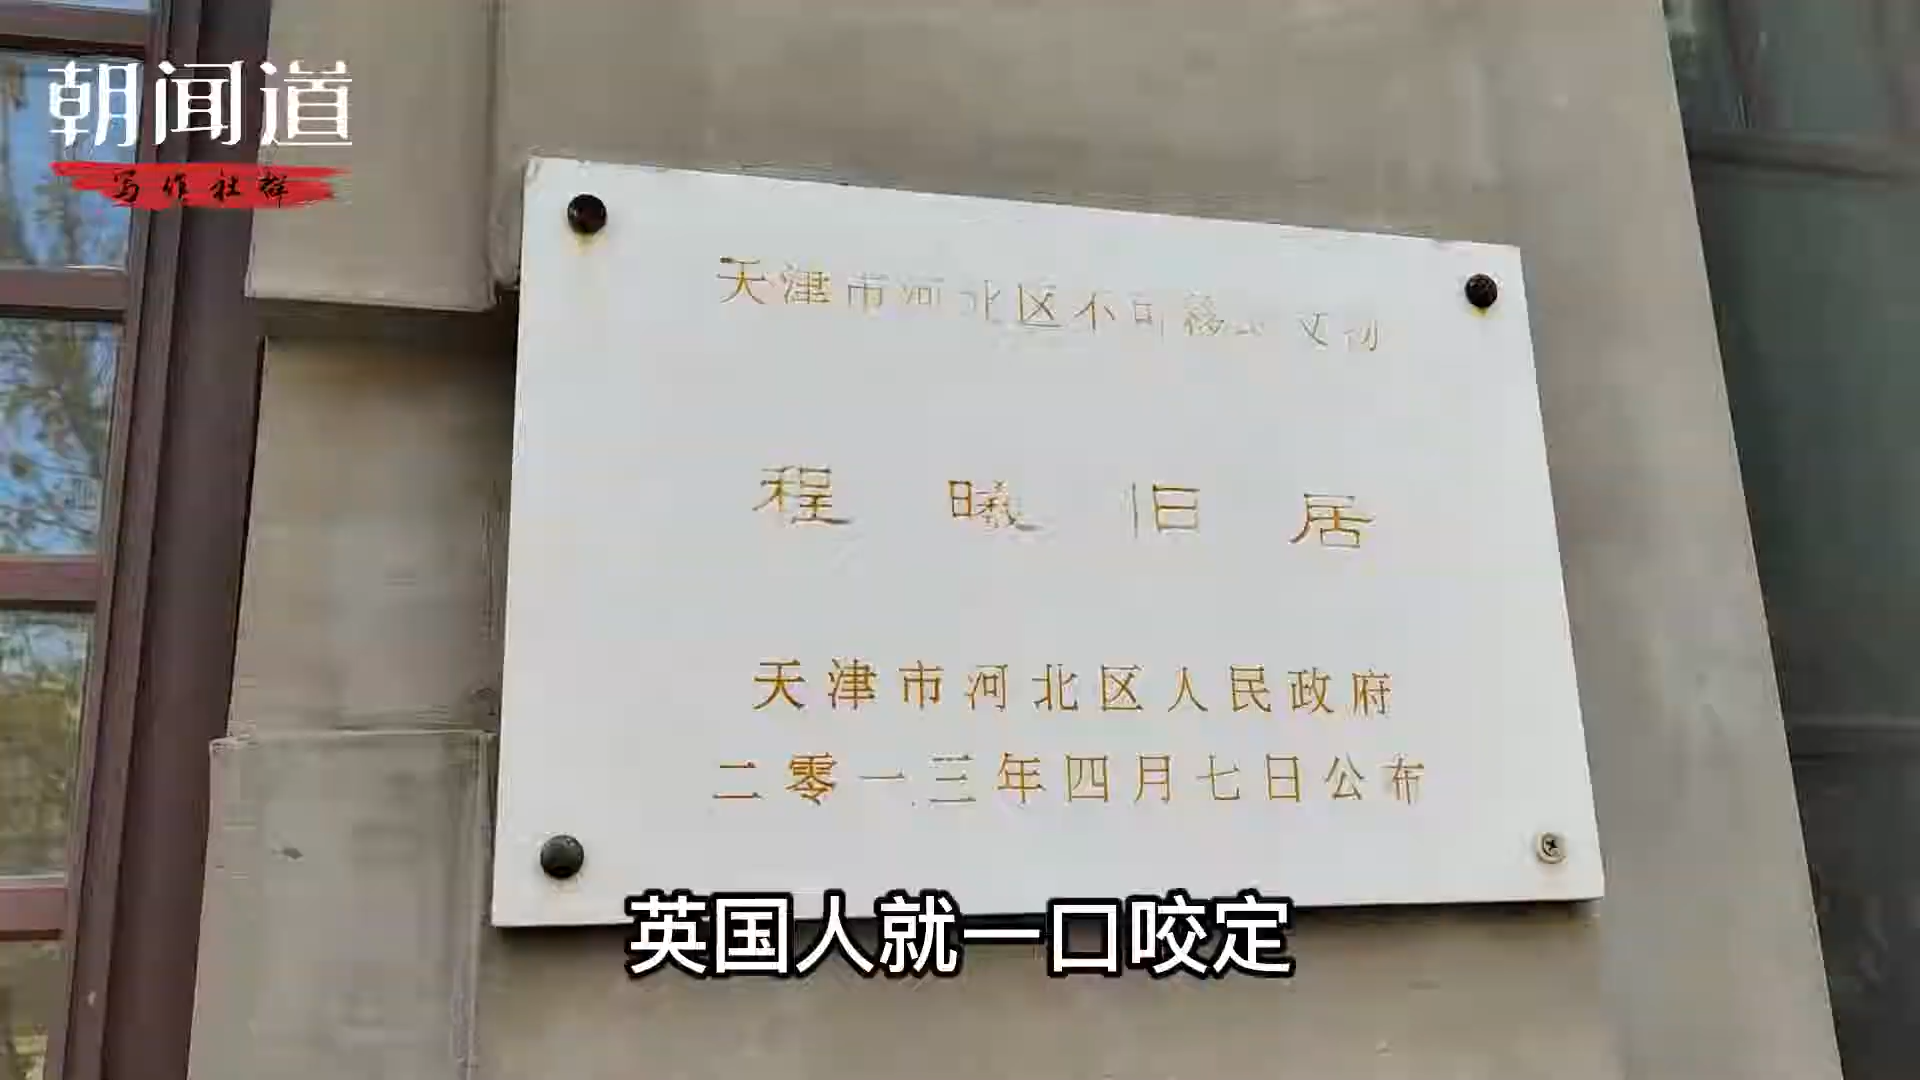 朝闻道
写作社群
天津市河北区不可移动文物
程曦旧居
天津市河北区人民政府
二零一三年四月七日公布
英国人就一口咬定